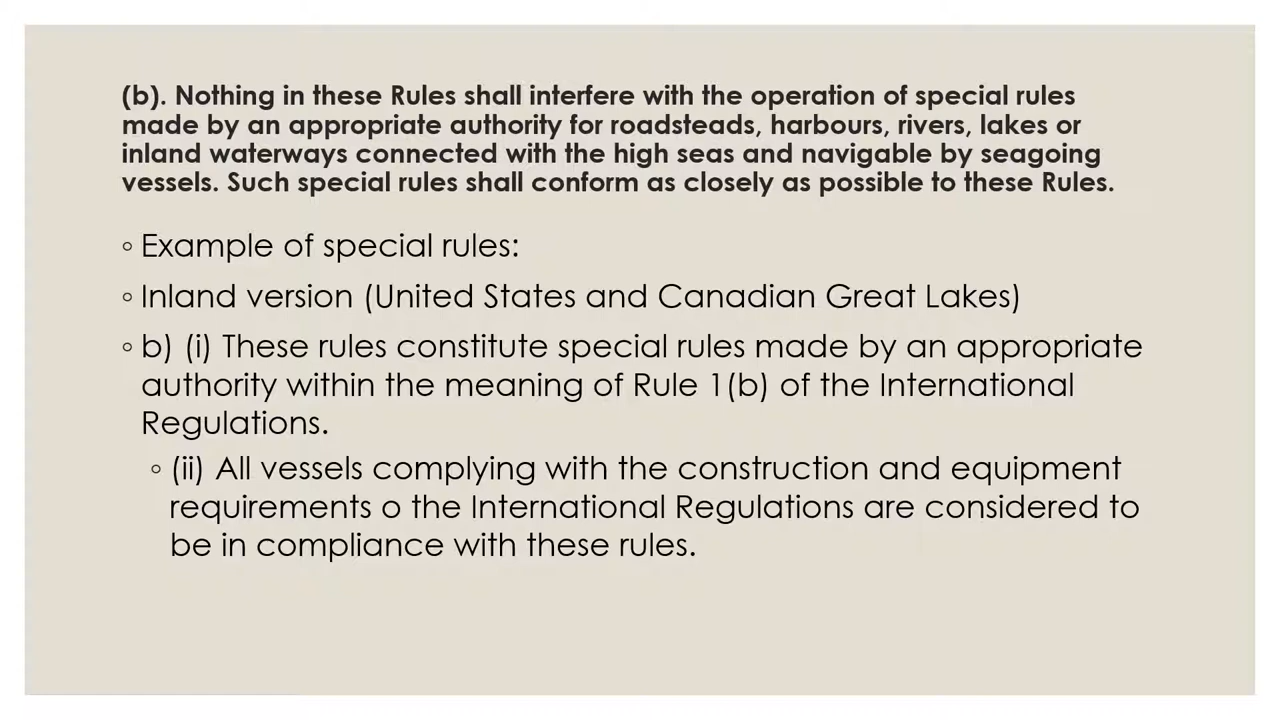 (b). Nothing in these Rules shall interfere with the operation of special rules
made by an appropriate authority for roadsteads, harbours, rivers, lakes or
inland waterways connected with the high seas and navigable by seagoing
vessels. Such special rules shall conform as closely as possible to these Rules.
◦ Example of special rules:
◦ Inland version (United States and Canadian Great Lakes)
◦ b) (i) These rules constitute special rules made by an appropriate
authority within the meaning of Rule 1(b) of the International
Regulations.
◦ (ii) All vessels complying with the construction and equipment
requirements o the International Regulations are considered to
be in compliance with these rules.